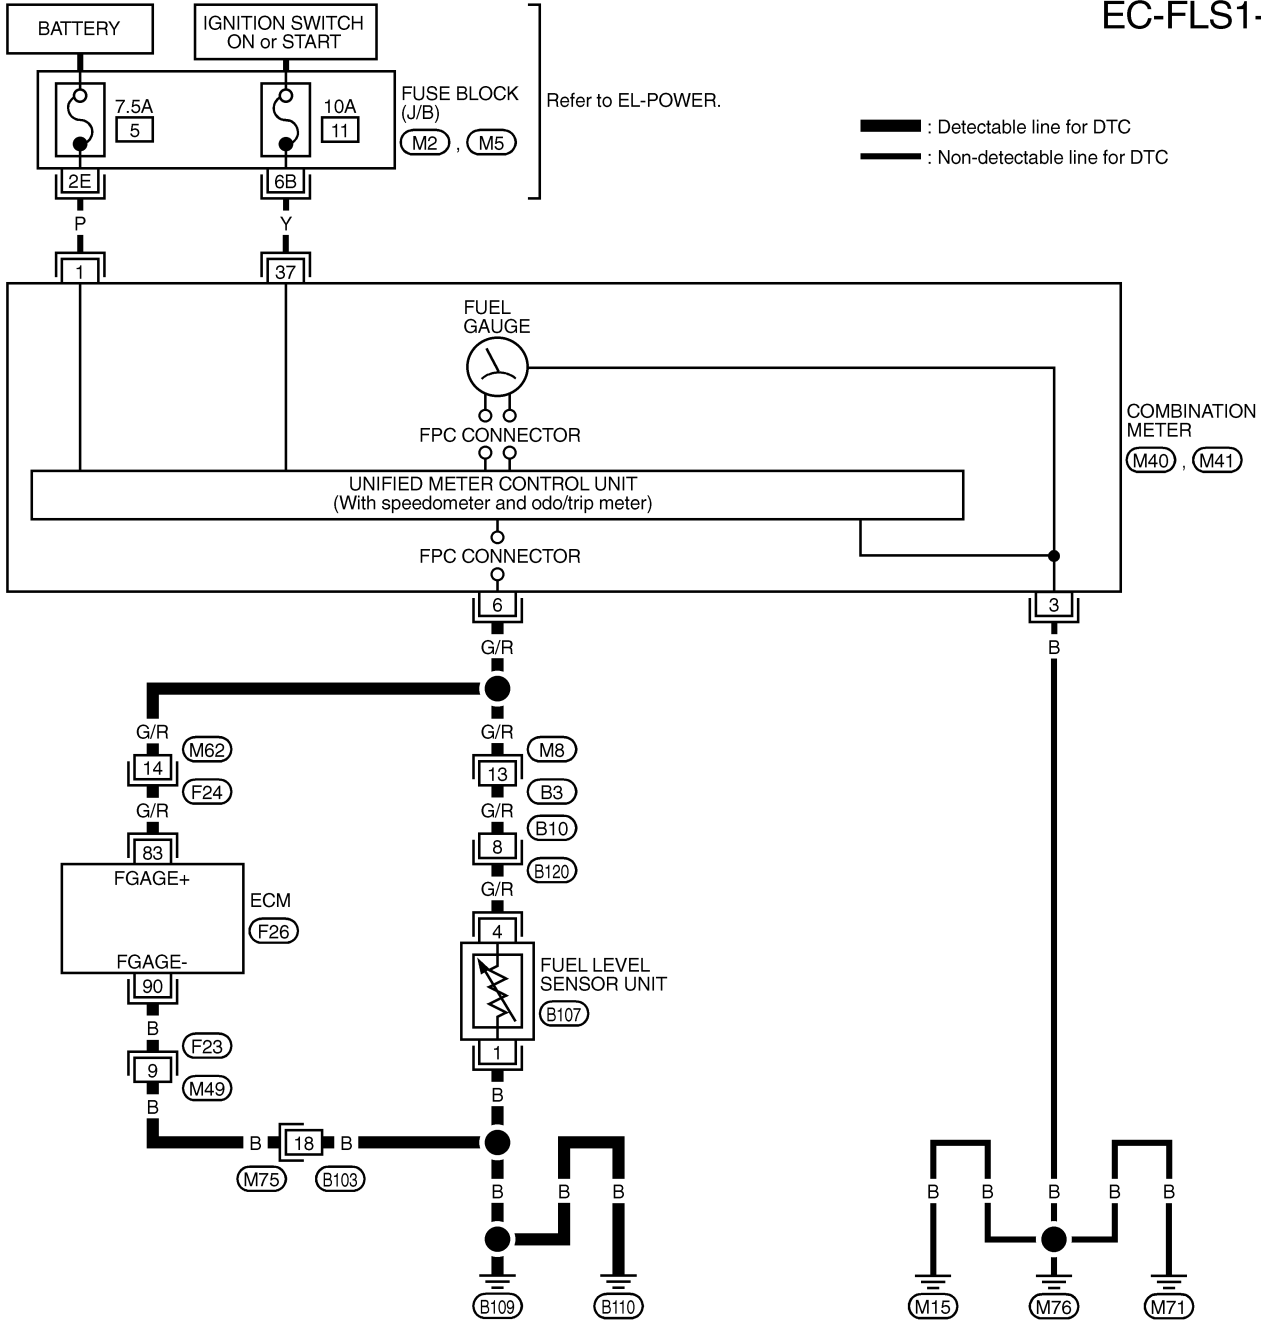 EC-FLS1-
BATTERY
IGNITION SWITCH
ON or START
7.5A
5
10A
11
FUSE BLOCK
(J/B)
M2 , M5
Refer to EL-POWER.
: Detectable line for DTC
: Non-detectable line for DTC
2E
6B
P
Y
1
37
FUEL
GAUGE
FPC CONNECTOR
COMBINATION
METER
M40 , M41
UNIFIED METER CONTROL UNIT
(With speedometer and odo/trip meter)
FPC CONNECTOR
6
3
G/R
B
G/R
G/R
M62
M8
14
13
F24
B3
G/R
G/R
B10
83
8
B120
FGAGE+
G/R
ECM
F26
4
FGAGE-
FUEL LEVEL
SENSOR UNIT
90
B107
B
F23
1
9
M49
B
B
B
18
B
M75
B103
B
B
B
B
B
B
B
B
B109
B110
M15
M76
M71